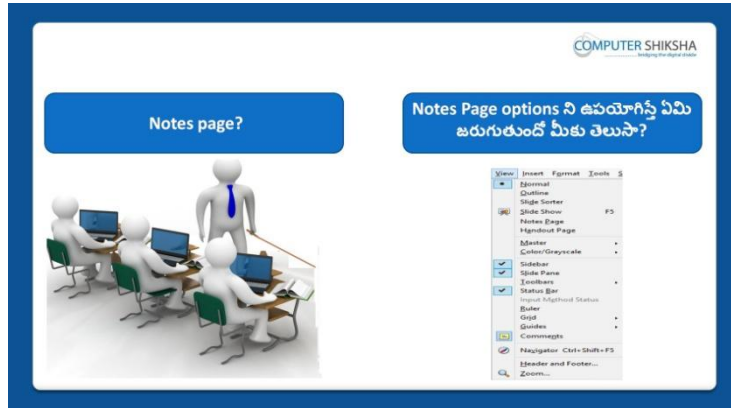 COMPUTER SHIKSHA
bridging the digital divide
Notes page?
Notes Page options ని ఉపయోగిస్తే ఏమి
జరుగుతుందో మీకు తెలుసా?
View Insert Format Tools S
Normal
Outline
Slide Sorter
Slide Show F5
Notes Page
Handout Page
Master
Color/Grayscale
Sidebar
Slide Pane
Toolbars
Status Bar
Input Method Status
Ruler
Grid
Guides
Comments
Navigator Ctrl+Shift+F5
Header and Footer...
Zoom...